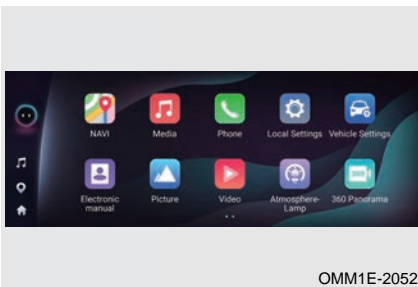 NAVI
Media
Phone
Local Settings
Vehicle Settings
Electronic
manual
Picture
Video
Atmosphere-
Lamp
360 Panorama
OMM1E-2052